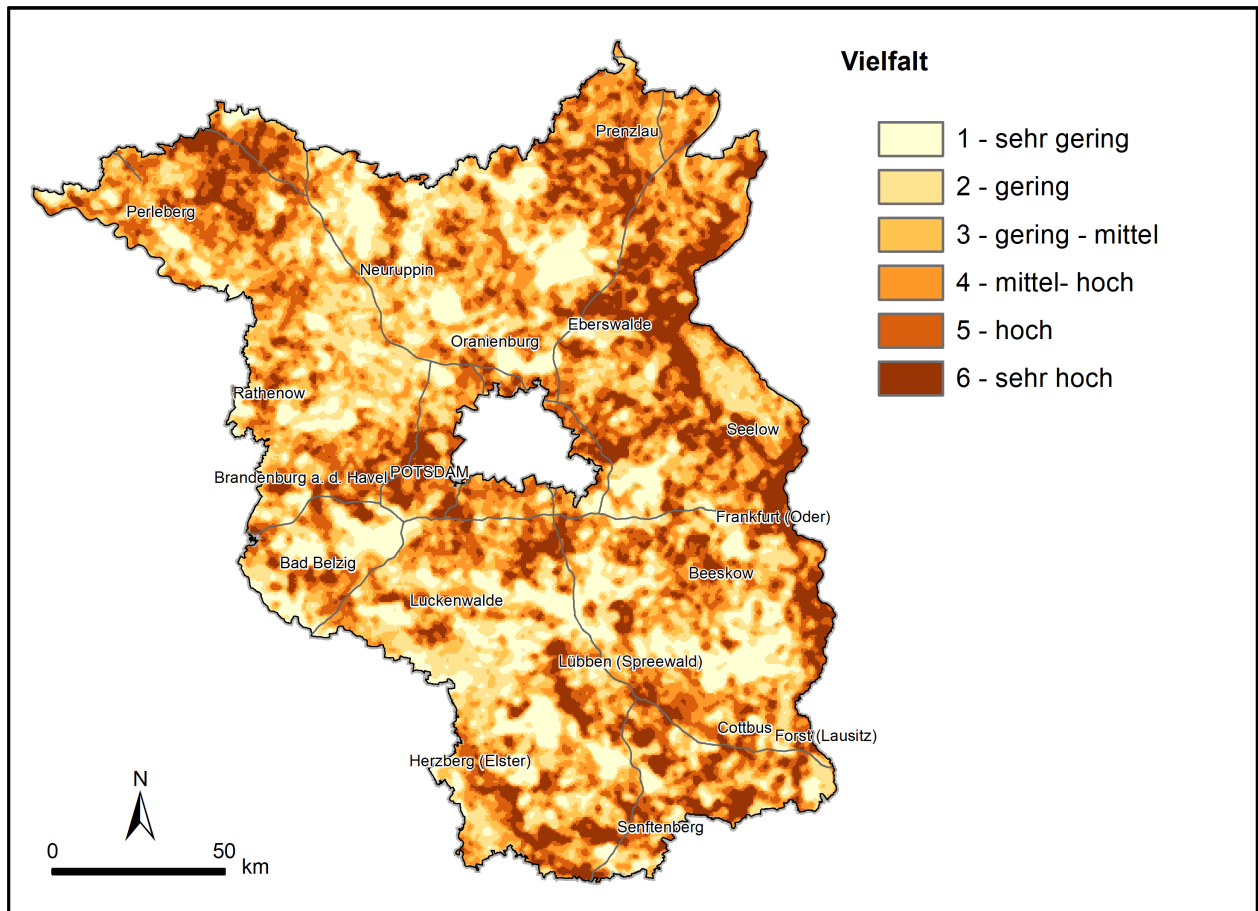 Vielfalt
1 - sehr gering
2 - gering
3 - gering - mittel
4 - mittel- hoch
5 - hoch
6 - sehr hoch
Prenzlau
Perleberg
Neuruppin
Eberswalde
Oranienburg
Rathenow
Seelow
POTSDAM
Brandenburg a. d. Havel
Frankfurt (Oder)
Bad Belzig
Beeskow
Luckenwalde
Lübben (Spreewald)
Cottbus
Forst (Lausitz)
Herzberg (Elster)
Senftenberg
N
0 50
km